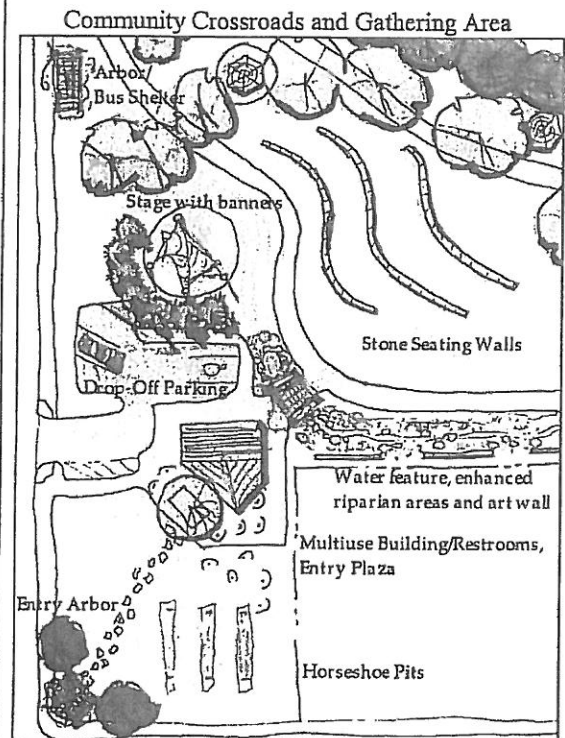 Community Crossroads and Gathering Area
Arbor/
Bus Shelter
Stage with banners
Stone Seating Walls
Drop-Off Parking
Water feature, enhanced
riparian areas and art wall
Multiuse Building/Restrooms,
Entry Plaza
Entry Arbor
Horseshoe Pits